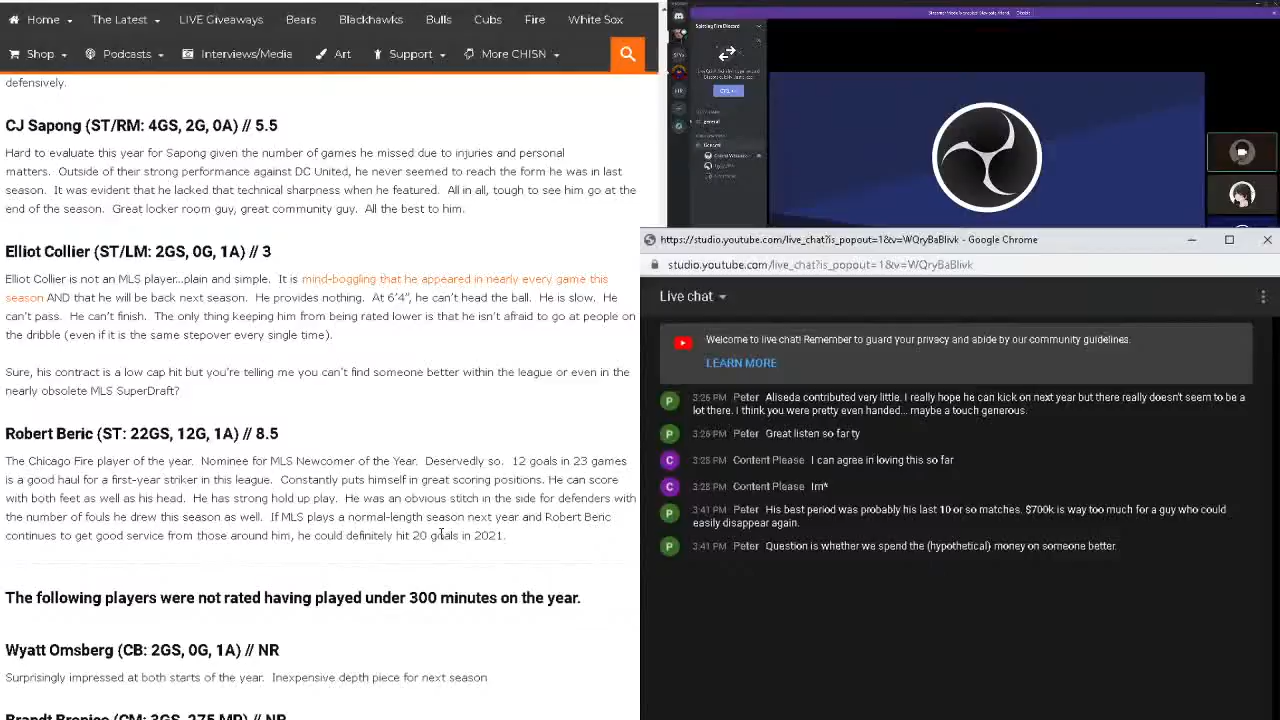 Home
The Latest
LIVE Giveaways
Bears
Blackhawks
Bulls
Cubs
Fire
White Sox
Shop
Podcasts
Interviews/Media
Art
Support
More CHISN
defensively.
CJ Sapong (ST/RM: 4GS, 2G, 0A) // 5.5
Hard to evaluate this year for Sapong given the number of games he missed due to injuries and personal
matters. Outside of their strong performance against DC United, he never seemed to reach the form he was in last
season. It was evident that he lacked that technical sharpness when he featured. All in all, tough to see him go at the
end of the season. Great locker room guy, great community guy. All the best to him.
Elliot Collier (ST/LM: 2GS, 0G, 1A) // 3
Elliot Collier is not an MLS player…plain and simple. It is mind-boggling that he appeared in nearly every game this
season AND that he will be back next season. He provides nothing. At 6'4", he can't head the ball. He is slow. He
can't pass. He can't finish. The only thing keeping him from being rated lower is that he isn't afraid to go at people on
the dribble (even if it is the same stepover every single time).
Sure, his contract is a low cap hit but you're telling me you can't find someone better within the league or even in the
nearly obsolete MLS SuperDraft?
Robert Beric (ST: 22GS, 12G, 1A) // 8.5
The Chicago Fire player of the year. Nominee for MLS Newcomer of the Year. Deservedly so. 12 goals in 23 games
is a good haul for a first-year striker in this league. Constantly puts himself in great scoring positions. He can score
with both feet as well as his head. He has strong hold up play. He was an obvious stitch in the side for defenders with
the number of fouls he drew this season as well. If MLS plays a normal-length season next year and Robert Beric
continues to get good service from those around him, he could definitely hit 20 goals in 2021.
The following players were not rated having played under 300 minutes on the year.
Wyatt Omsberg (CB: 2GS, 0G, 1A) // NR
Surprisingly impressed at both starts of the year. Inexpensive depth piece for next season
Brandt Bronico (CM: 3GS, 275 MP) // NR
Spitting Fire Discord
general
General
https://studio.youtube.com/live_chat?is_popout=1&v=WQryBaBlivk - Google Chrome
studio.youtube.com/live_chat?is_popout=1&v=WQryBaBlivk
Live chat
Welcome to live chat! Remember to guard your privacy and abide by our community guidelines.
LEARN MORE
P 3:25 PM Peter Aliseda contributed very little. I really hope he can kick on next year but there really doesn't seem to be a
lot there. I think you were pretty even handed... maybe a touch generous.
P 3:26 PM Peter Great listen so far ty
C 3:28 PM Content Please I can agree in loving this so far
C 3:28 PM Content Please Im*
P 3:41 PM Peter His best period was probably his last 10 or so matches. $700k is way too much for a guy who could
easily disappear again.
P 3:41 PM Peter Question is whether we spend the (hypothetical) money on someone better.